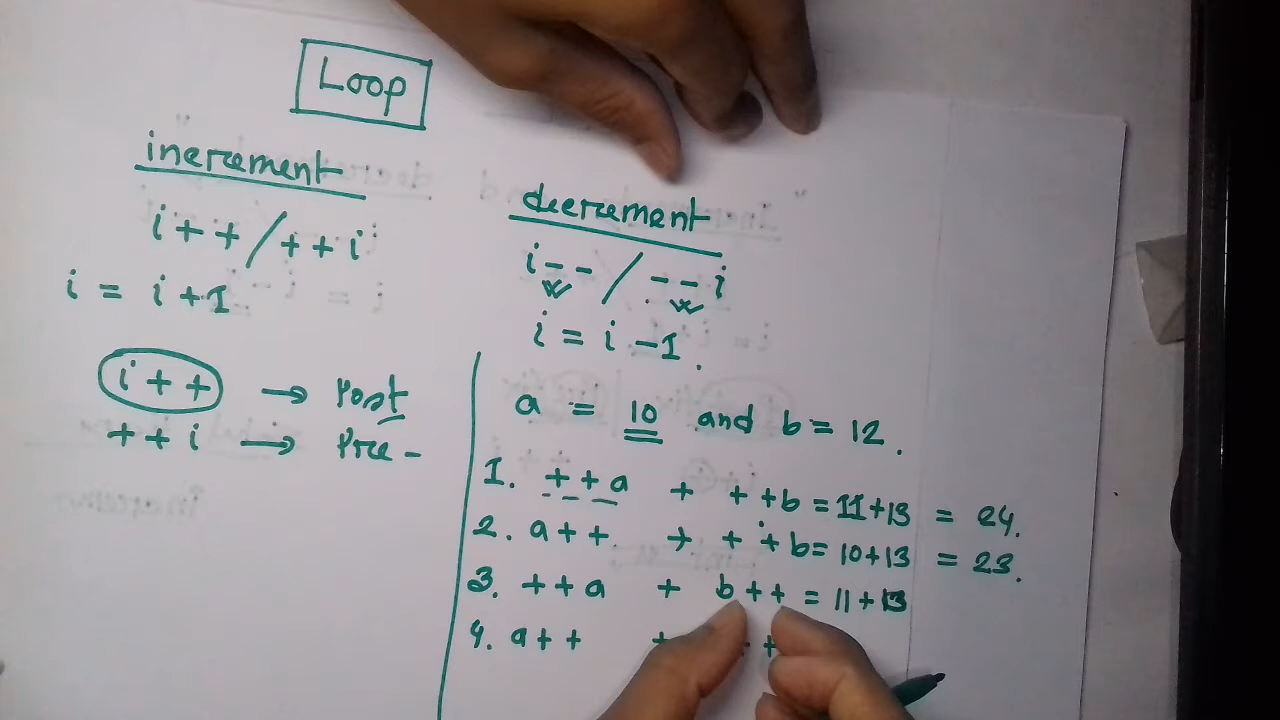 Loop
increment
i++ / ++i
i = i+1
i++ → Post
++i → Pre -
decrement
i-- / --i
i = i -1.
a = 10 and b = 12.
1. ++a + ++b = 11+13 = 24.
2. a++ + ++b = 10+13 = 23.
3. ++a + b++ = 11+13
4. a++ +